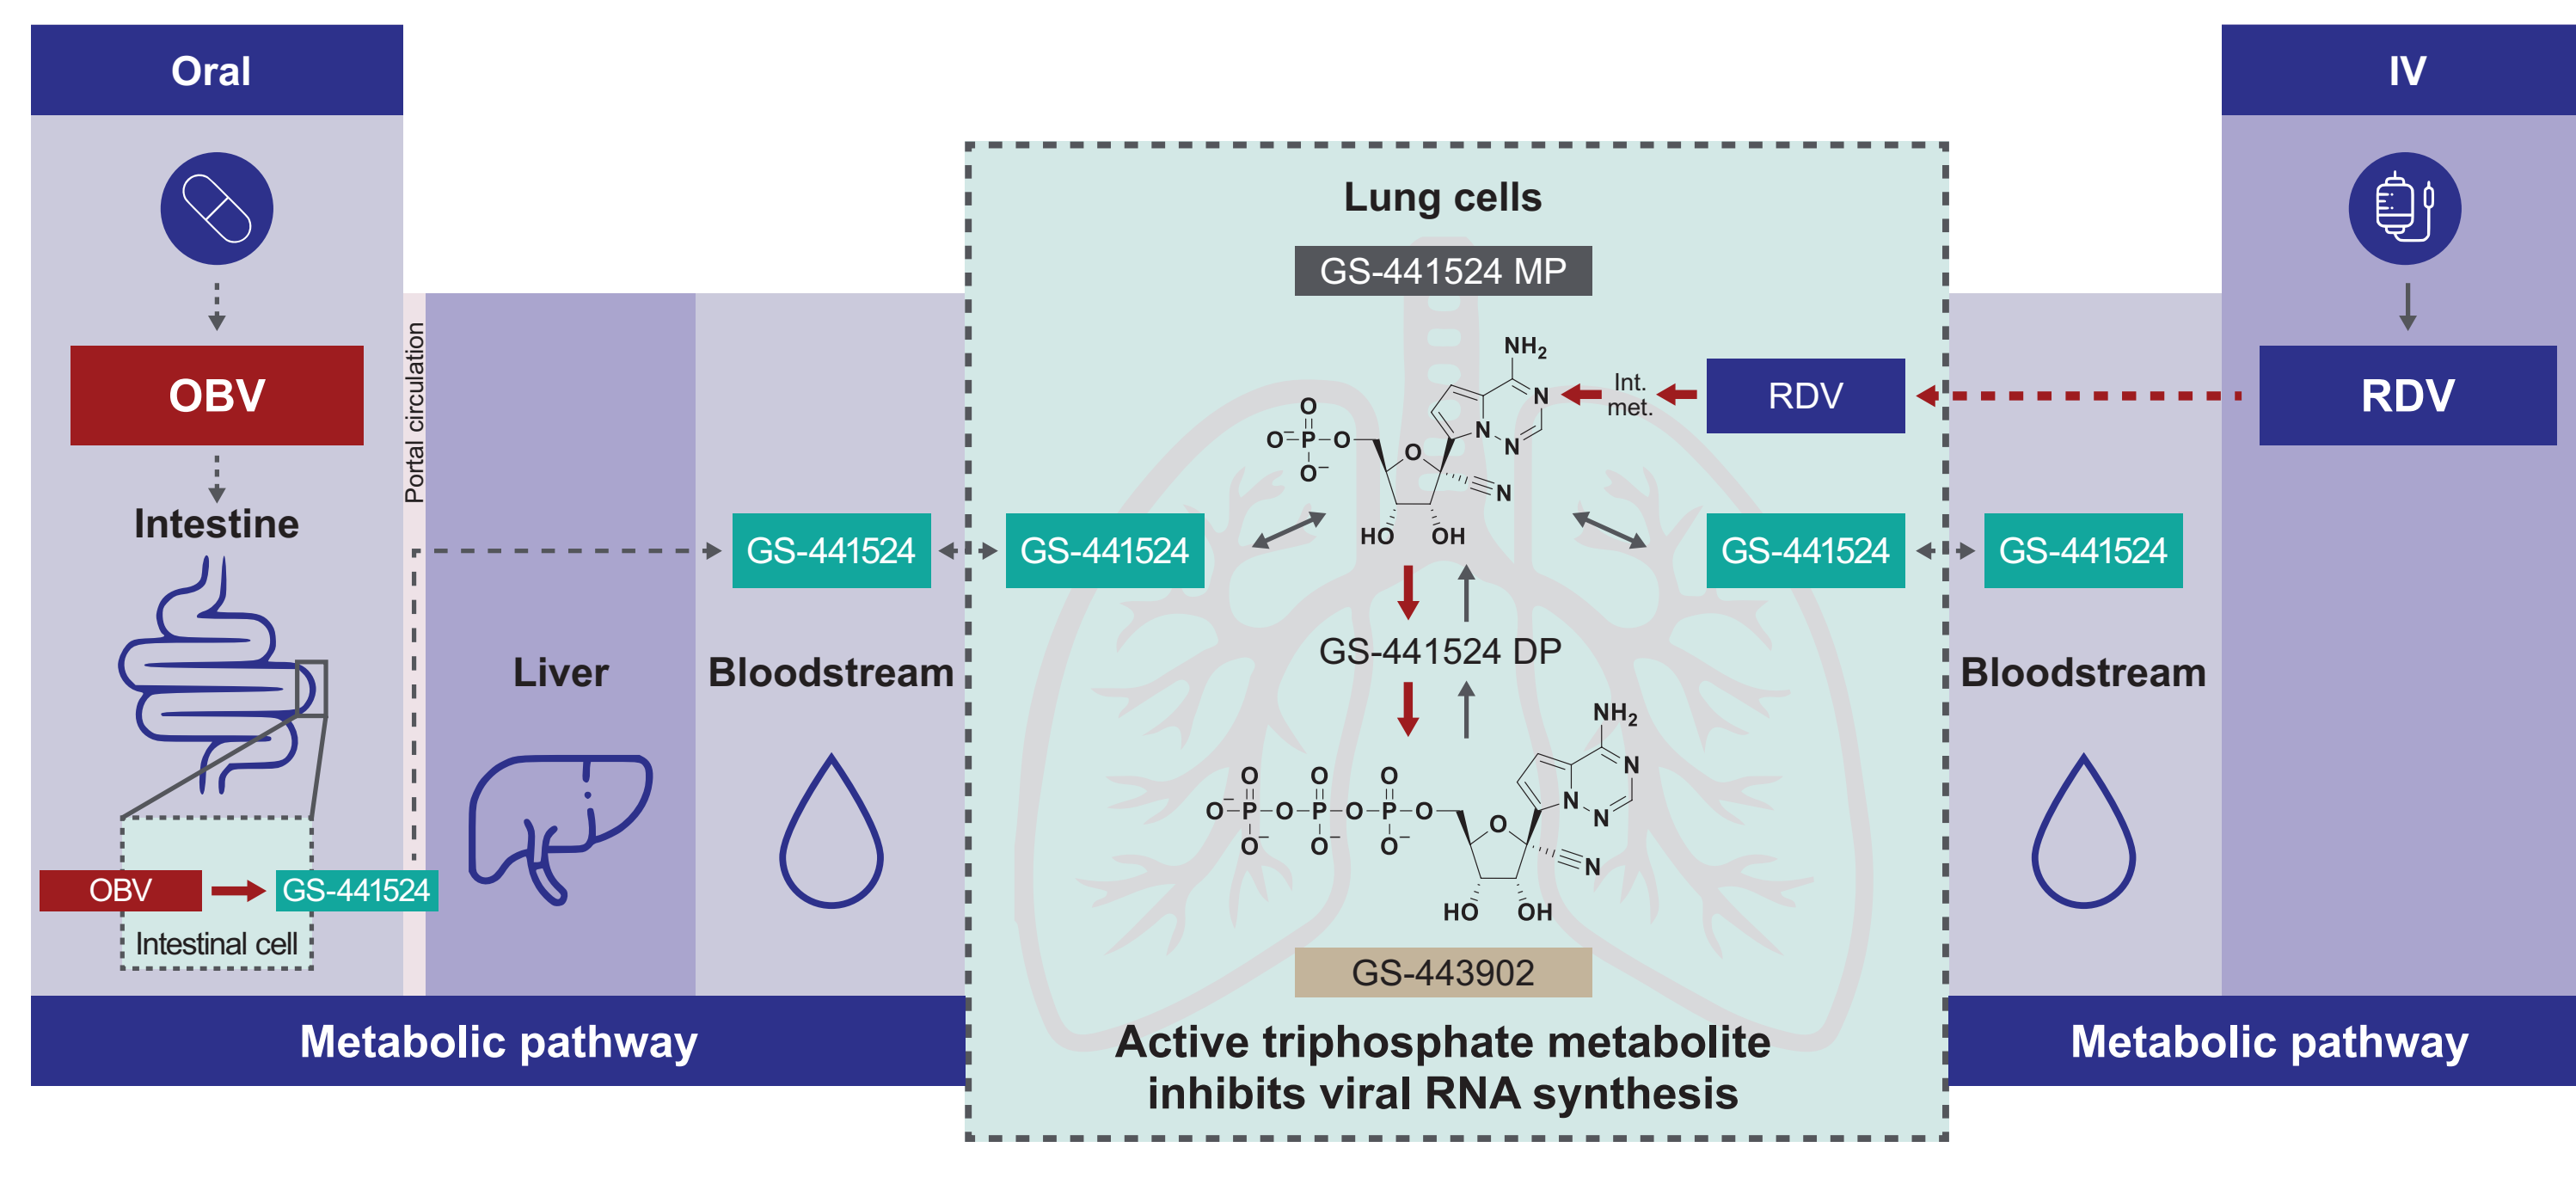 Oral
OBV
Intestine
OBV
GS-441524
Intestinal cell
Portal circulation
Liver
GS-441524
Bloodstream
Metabolic pathway
Lung cells
GS-441524 MP
NH2
N
N
N
O
O– P O
O–
O
N
HO OH
GS-441524
RDV
Int.
met.
GS-441524
GS-441524 DP
NH2
N
N
N
O O O
O– P O P O P O
O– O– O–
O
N
HO OH
GS-443902
Active triphosphate metabolite
inhibits viral RNA synthesis
IV
RDV
GS-441524
Bloodstream
Metabolic pathway